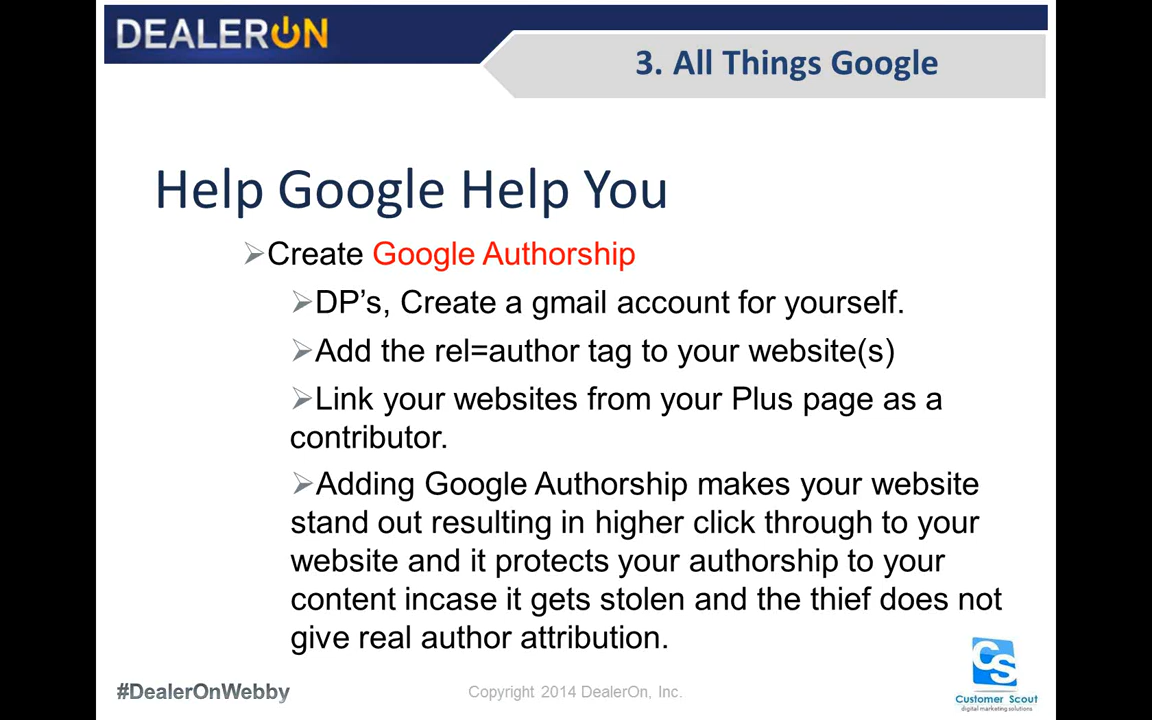 DEALERON
3. All Things Google
Help Google Help You
➢Create Google Authorship
➢DP’s, Create a gmail account for yourself.
➢Add the rel=author tag to your website(s)
➢Link your websites from your Plus page as a
contributor.
➢Adding Google Authorship makes your website
stand out resulting in higher click through to your
website and it protects your authorship to your
content incase it gets stolen and the thief does not
give real author attribution.
CS
Customer Scout
digital marketing solutions
#DealerOnWebby
Copyright 2014 DealerOn, Inc.